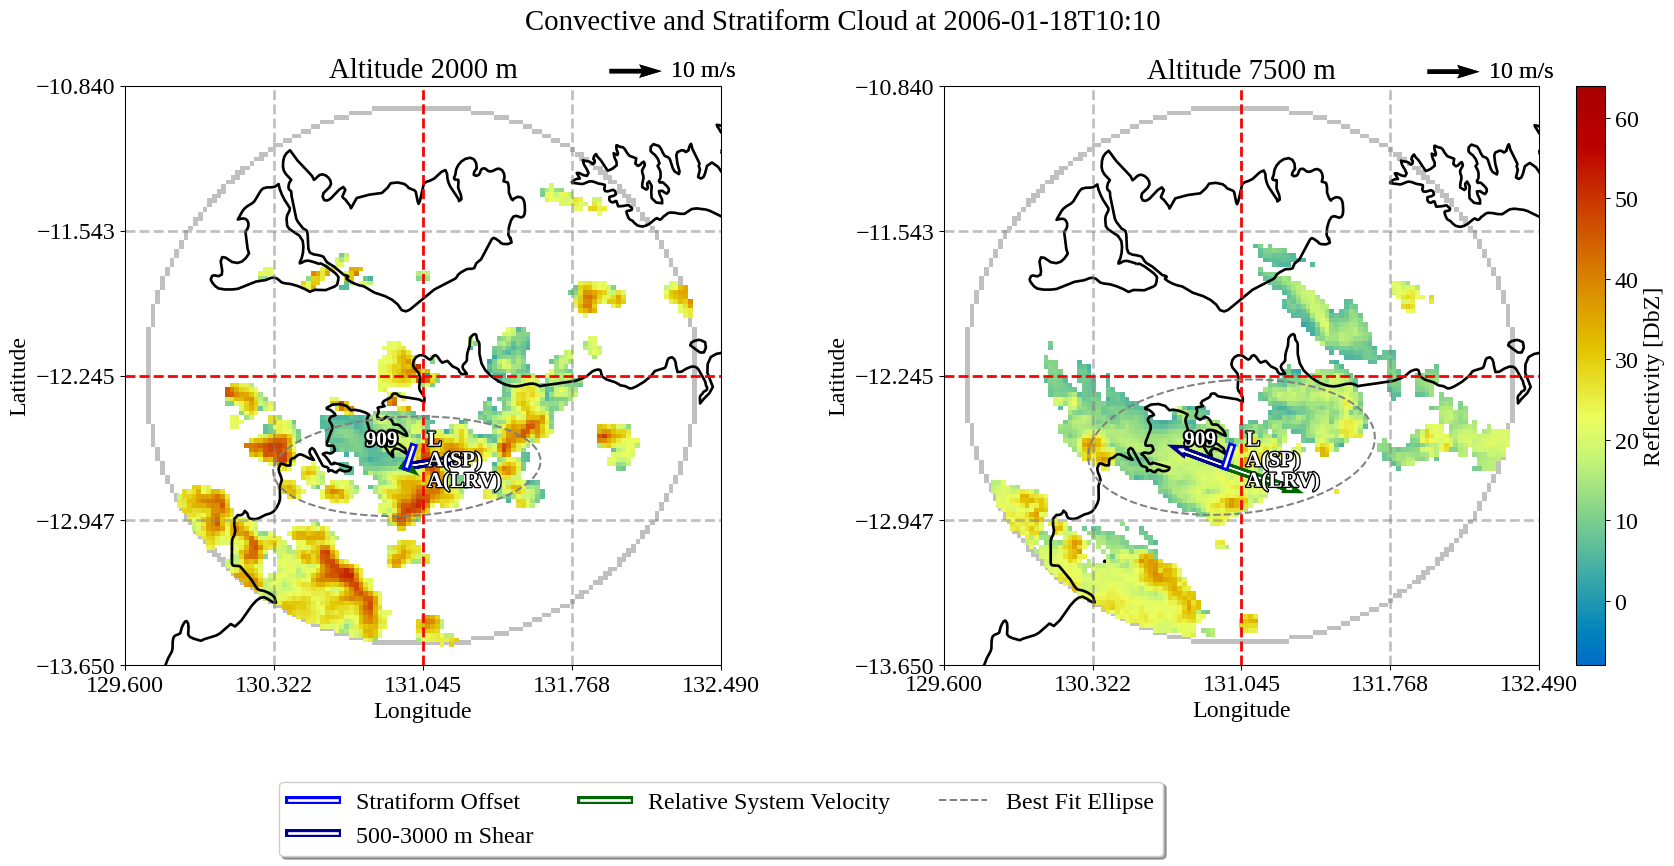 Convective and Stratiform Cloud at 2006-01-18T10:10
Altitude 2000 m
10 m/s
−10.840
−11.543
−12.245
−12.947
−13.650
Latitude
129.600 130.322 131.045 131.768 132.490
Longitude
909
L
A(SP)
A(LRV)
Altitude 7500 m
10 m/s
−10.840
−11.543
−12.245
−12.947
−13.650
Latitude
129.600 130.322 131.045 131.768 132.490
Longitude
909
L
A(SP)
A(LRV)
60
50
40
30
20
10
0
Reflectivity [DbZ]
Stratiform Offset
500-3000 m Shear
Relative System Velocity
Best Fit Ellipse